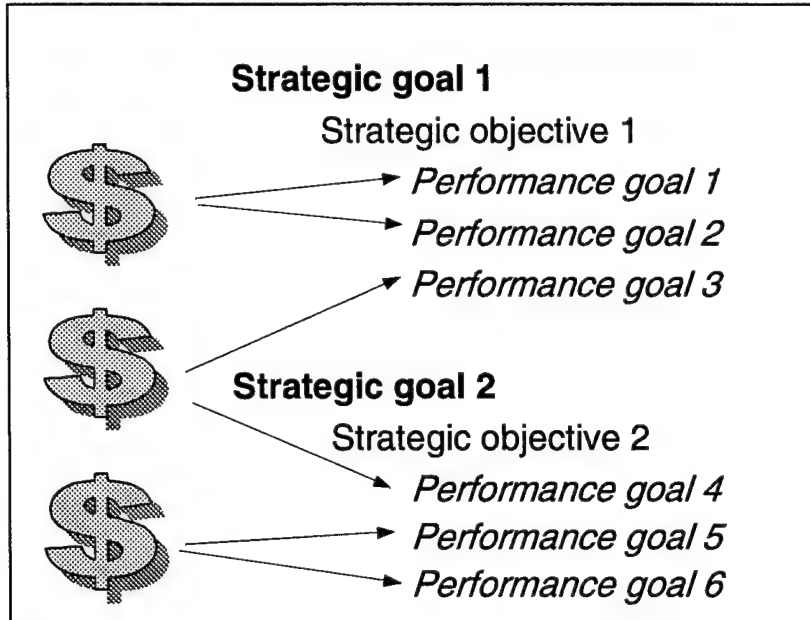 Strategic goal 1
Strategic objective 1
Performance goal 1
Performance goal 2
Performance goal 3
Strategic goal 2
Strategic objective 2
Performance goal 4
Performance goal 5
Performance goal 6